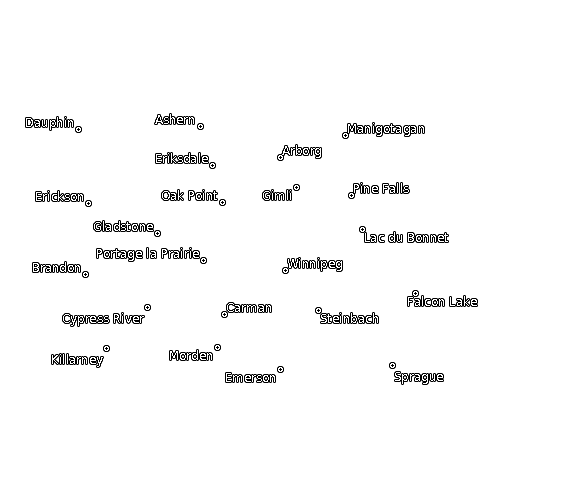 Dauphin
Ashern
Manigotagan
Arborg
Eriksdale
Pine Falls
Erickson
Oak Point
Gimli
Gladstone
Lac du Bonnet
Portage la Prairie
Winnipeg
Brandon
Falcon Lake
Carman
Cypress River
Steinbach
Morden
Killarney
Emerson
Sprague